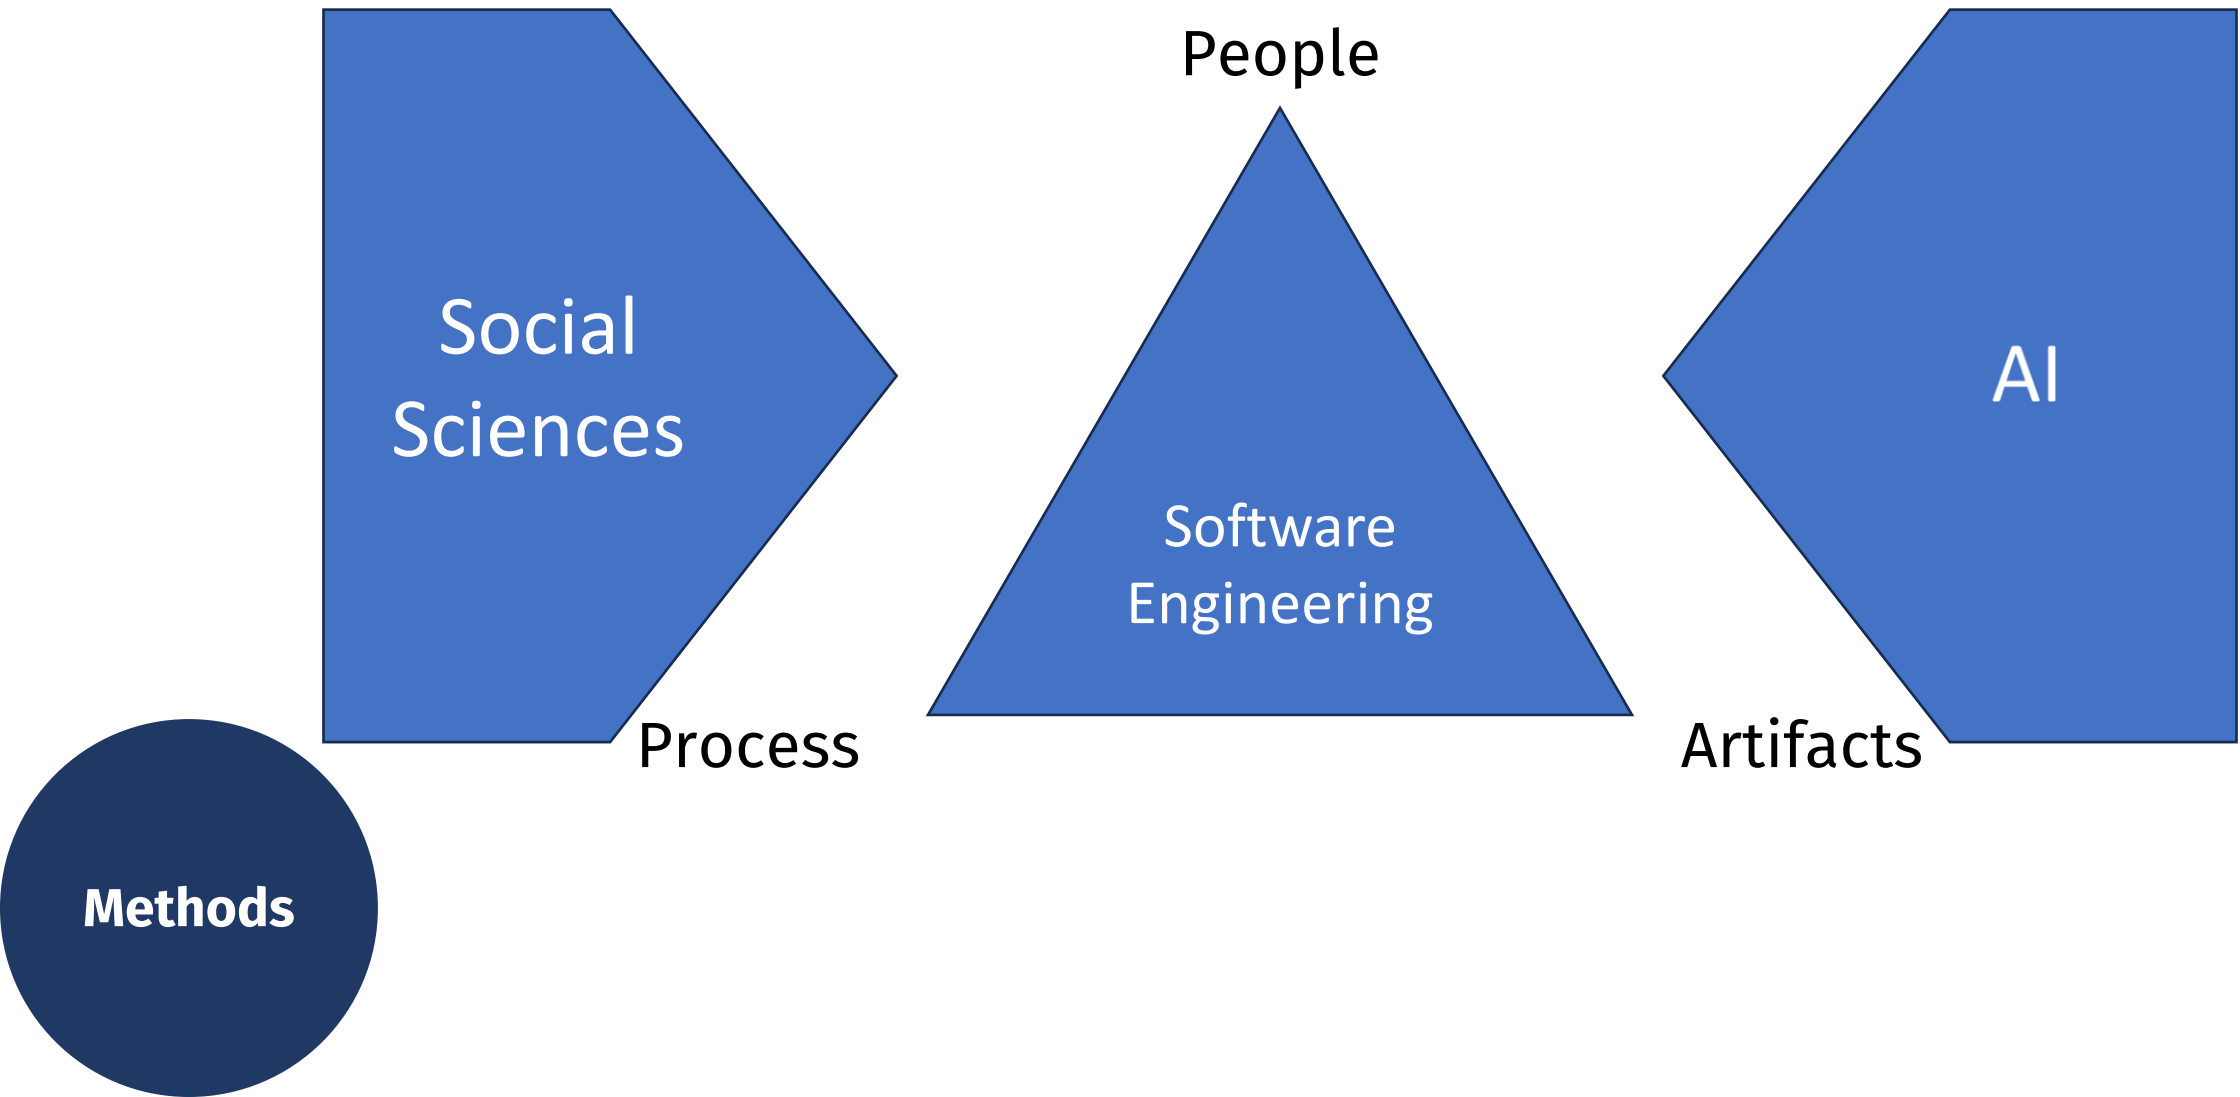 People
Social
Sciences
AI
Software
Engineering
Process
Artifacts
Methods